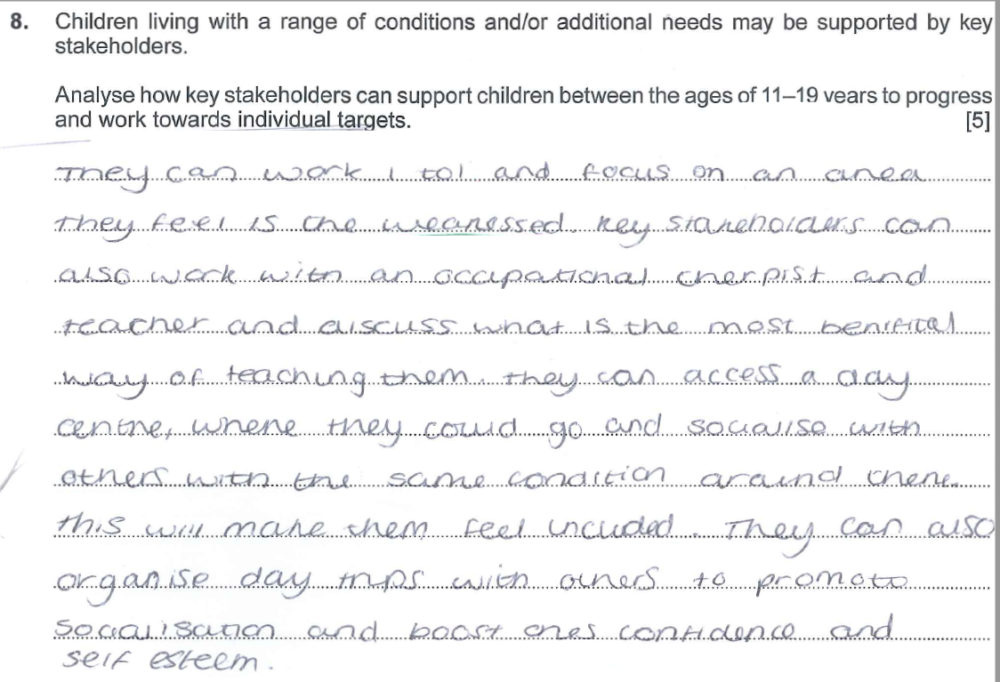 8. Children living with a range of conditions and/or additional needs may be supported by key
stakeholders.
Analyse how key stakeholders can support children between the ages of 11–19 years to progress
and work towards individual targets. [5]
They can work 1 to 1 and focus on an area
they feel is the weakessed. key stakeholders can
also work with an occupational therpist and
teacher and discuss what is the most benifital
way of teaching them. they can access a day
centre, where they could go and socialise with
others with the same condition around there.
this will make them feel included. They can also
organise day trips with others to promote
socialisation and boost ones confidence and
self esteem.